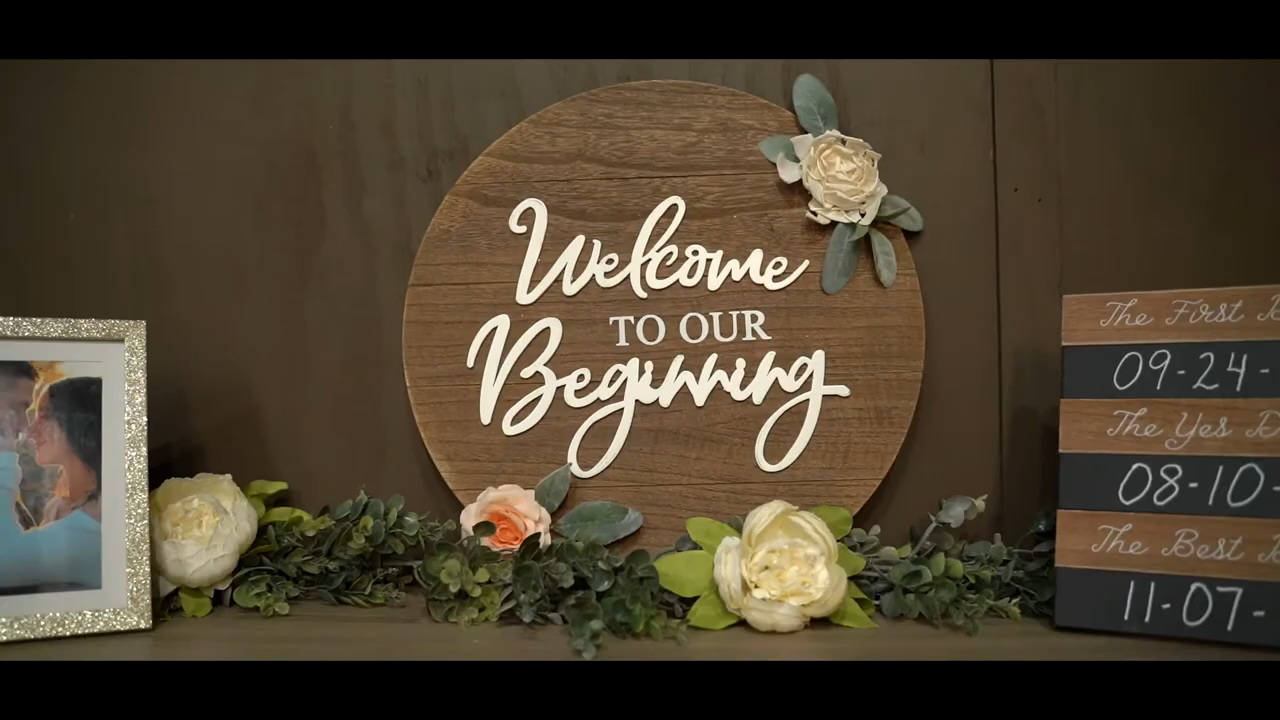 Welcome
TO OUR
Beginning
The First
09-24-
The Yes
08-10-
The Best
11-07-